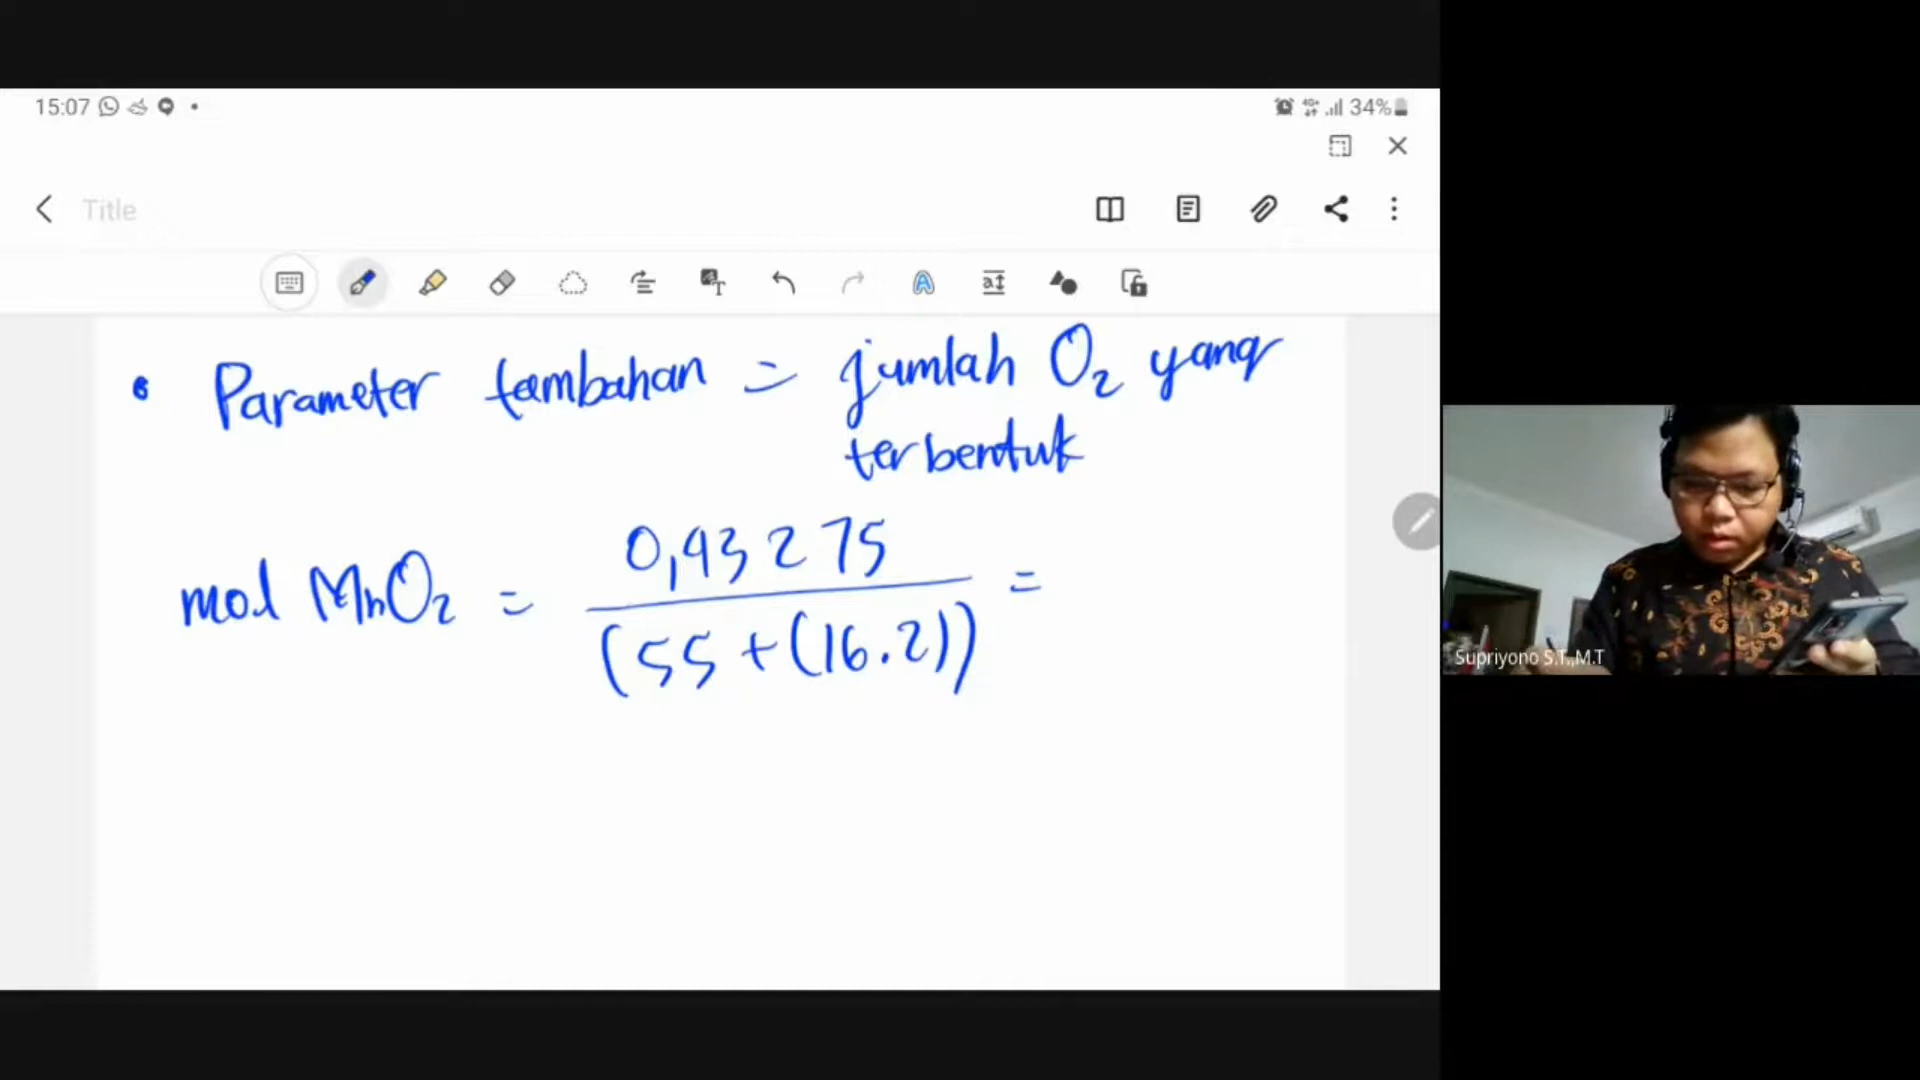 15:07
34%
Title
• Parameter tambahan = jumlah O₂ yang
terbentuk
mol MnO₂ = 0,43275 / (55 + (16.2)) =
Supriyono S.T.,M.T